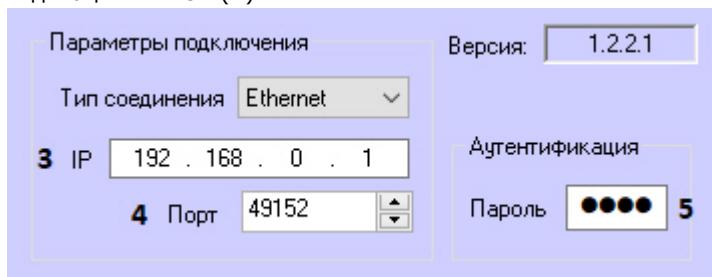 Параметры подключения
Версия: 1.2.2.1
Тип соединения Ethernet
3 IP 192 . 168 . 0 . 1
Аутентификация
4 Порт 49152
Пароль ●●●● 5